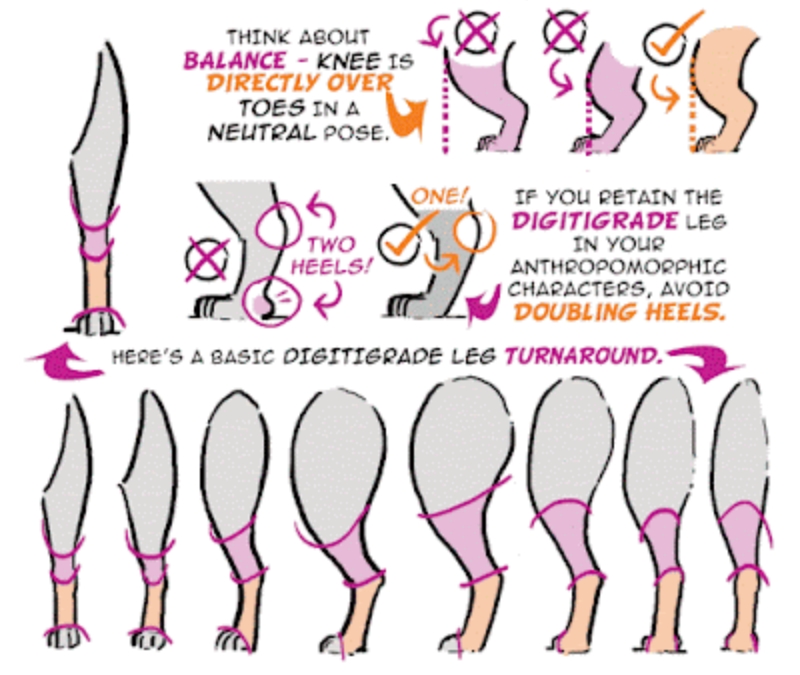 THINK ABOUT
BALANCE - KNEE IS
DIRECTLY OVER
TOES IN A
NEUTRAL POSE.
TWO
HEELS!
ONE!
IF YOU RETAIN THE
DIGITIGRADE LEG
IN YOUR
ANTHROPOMORPHIC
CHARACTERS, AVOID
DOUBLING HEELS.
HERE'S A BASIC DIGITIGRADE LEG TURNAROUND.